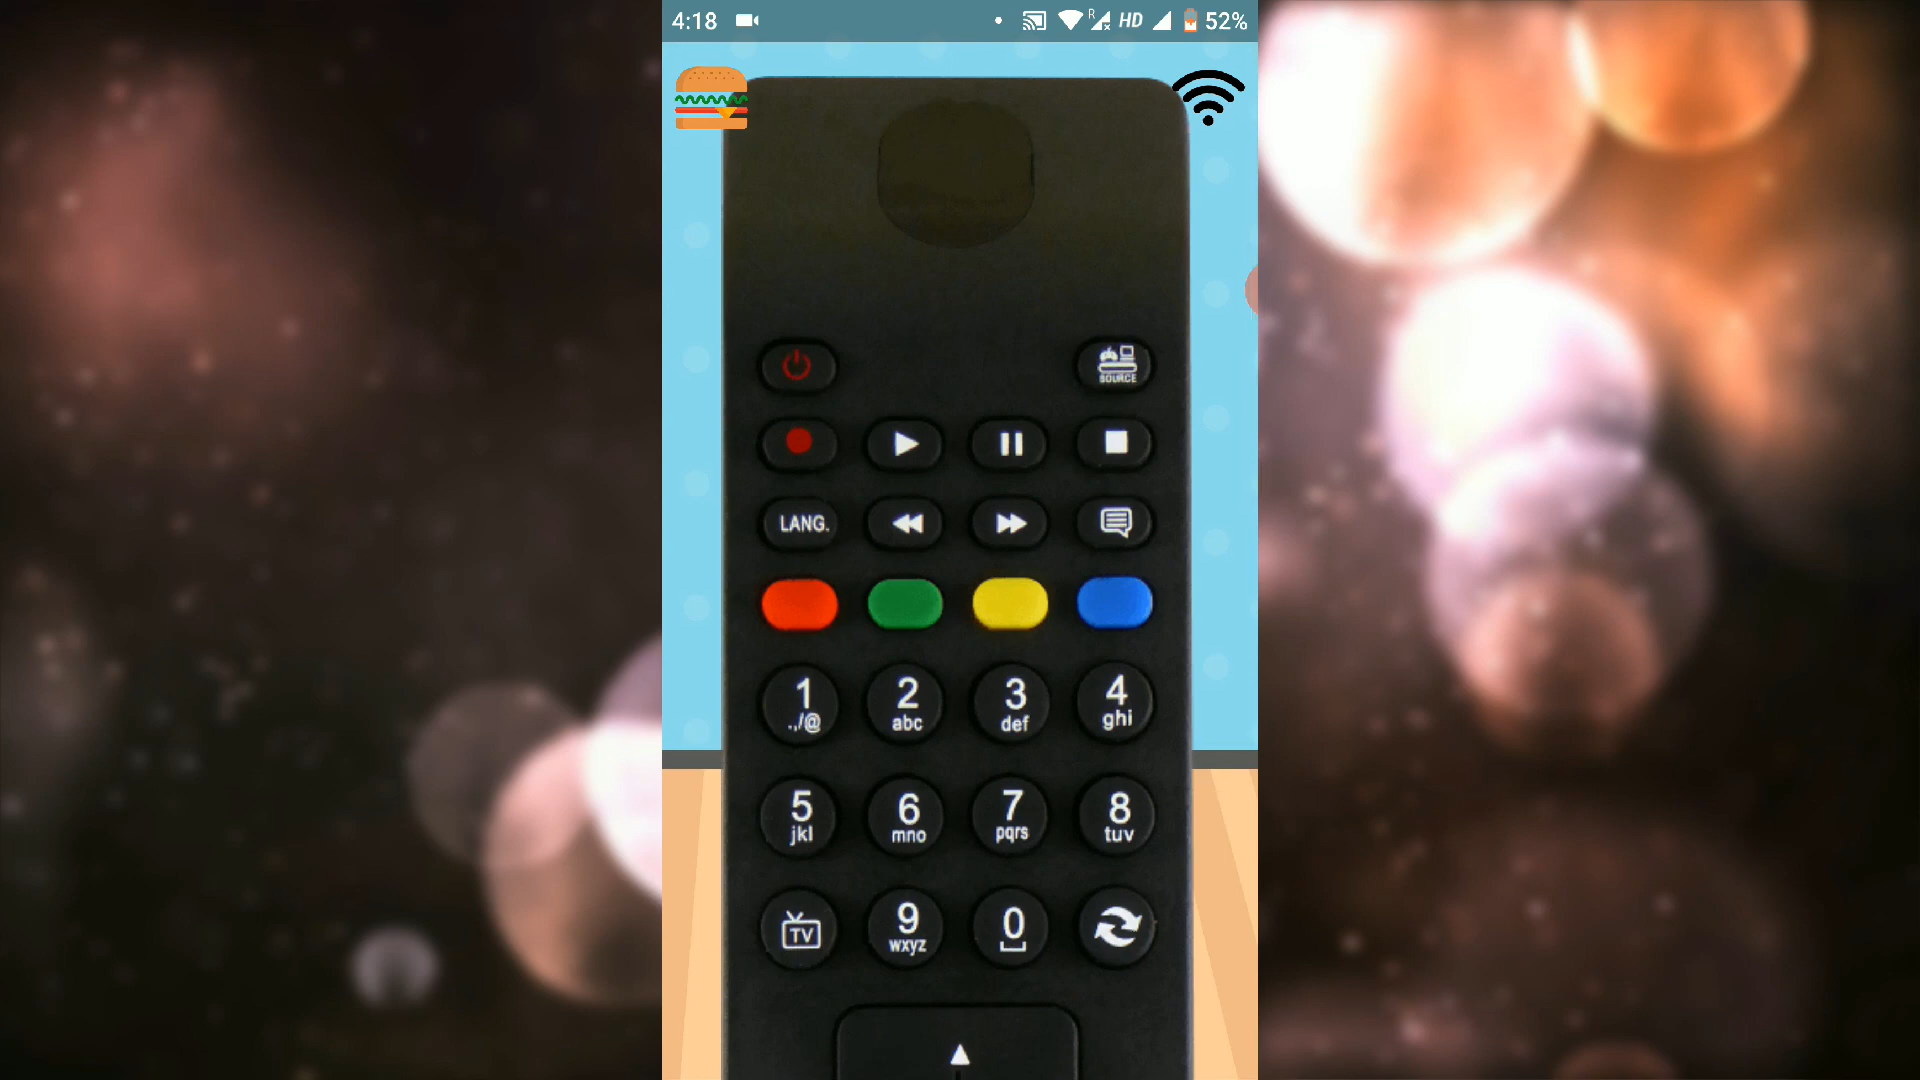 4:18
R HD 52%
SOURCE
LANG.
1 2 3 4
.,/@ abc def ghi
5 6 7 8
jkl mno pqrs tuv
TV 9 0
wxyz